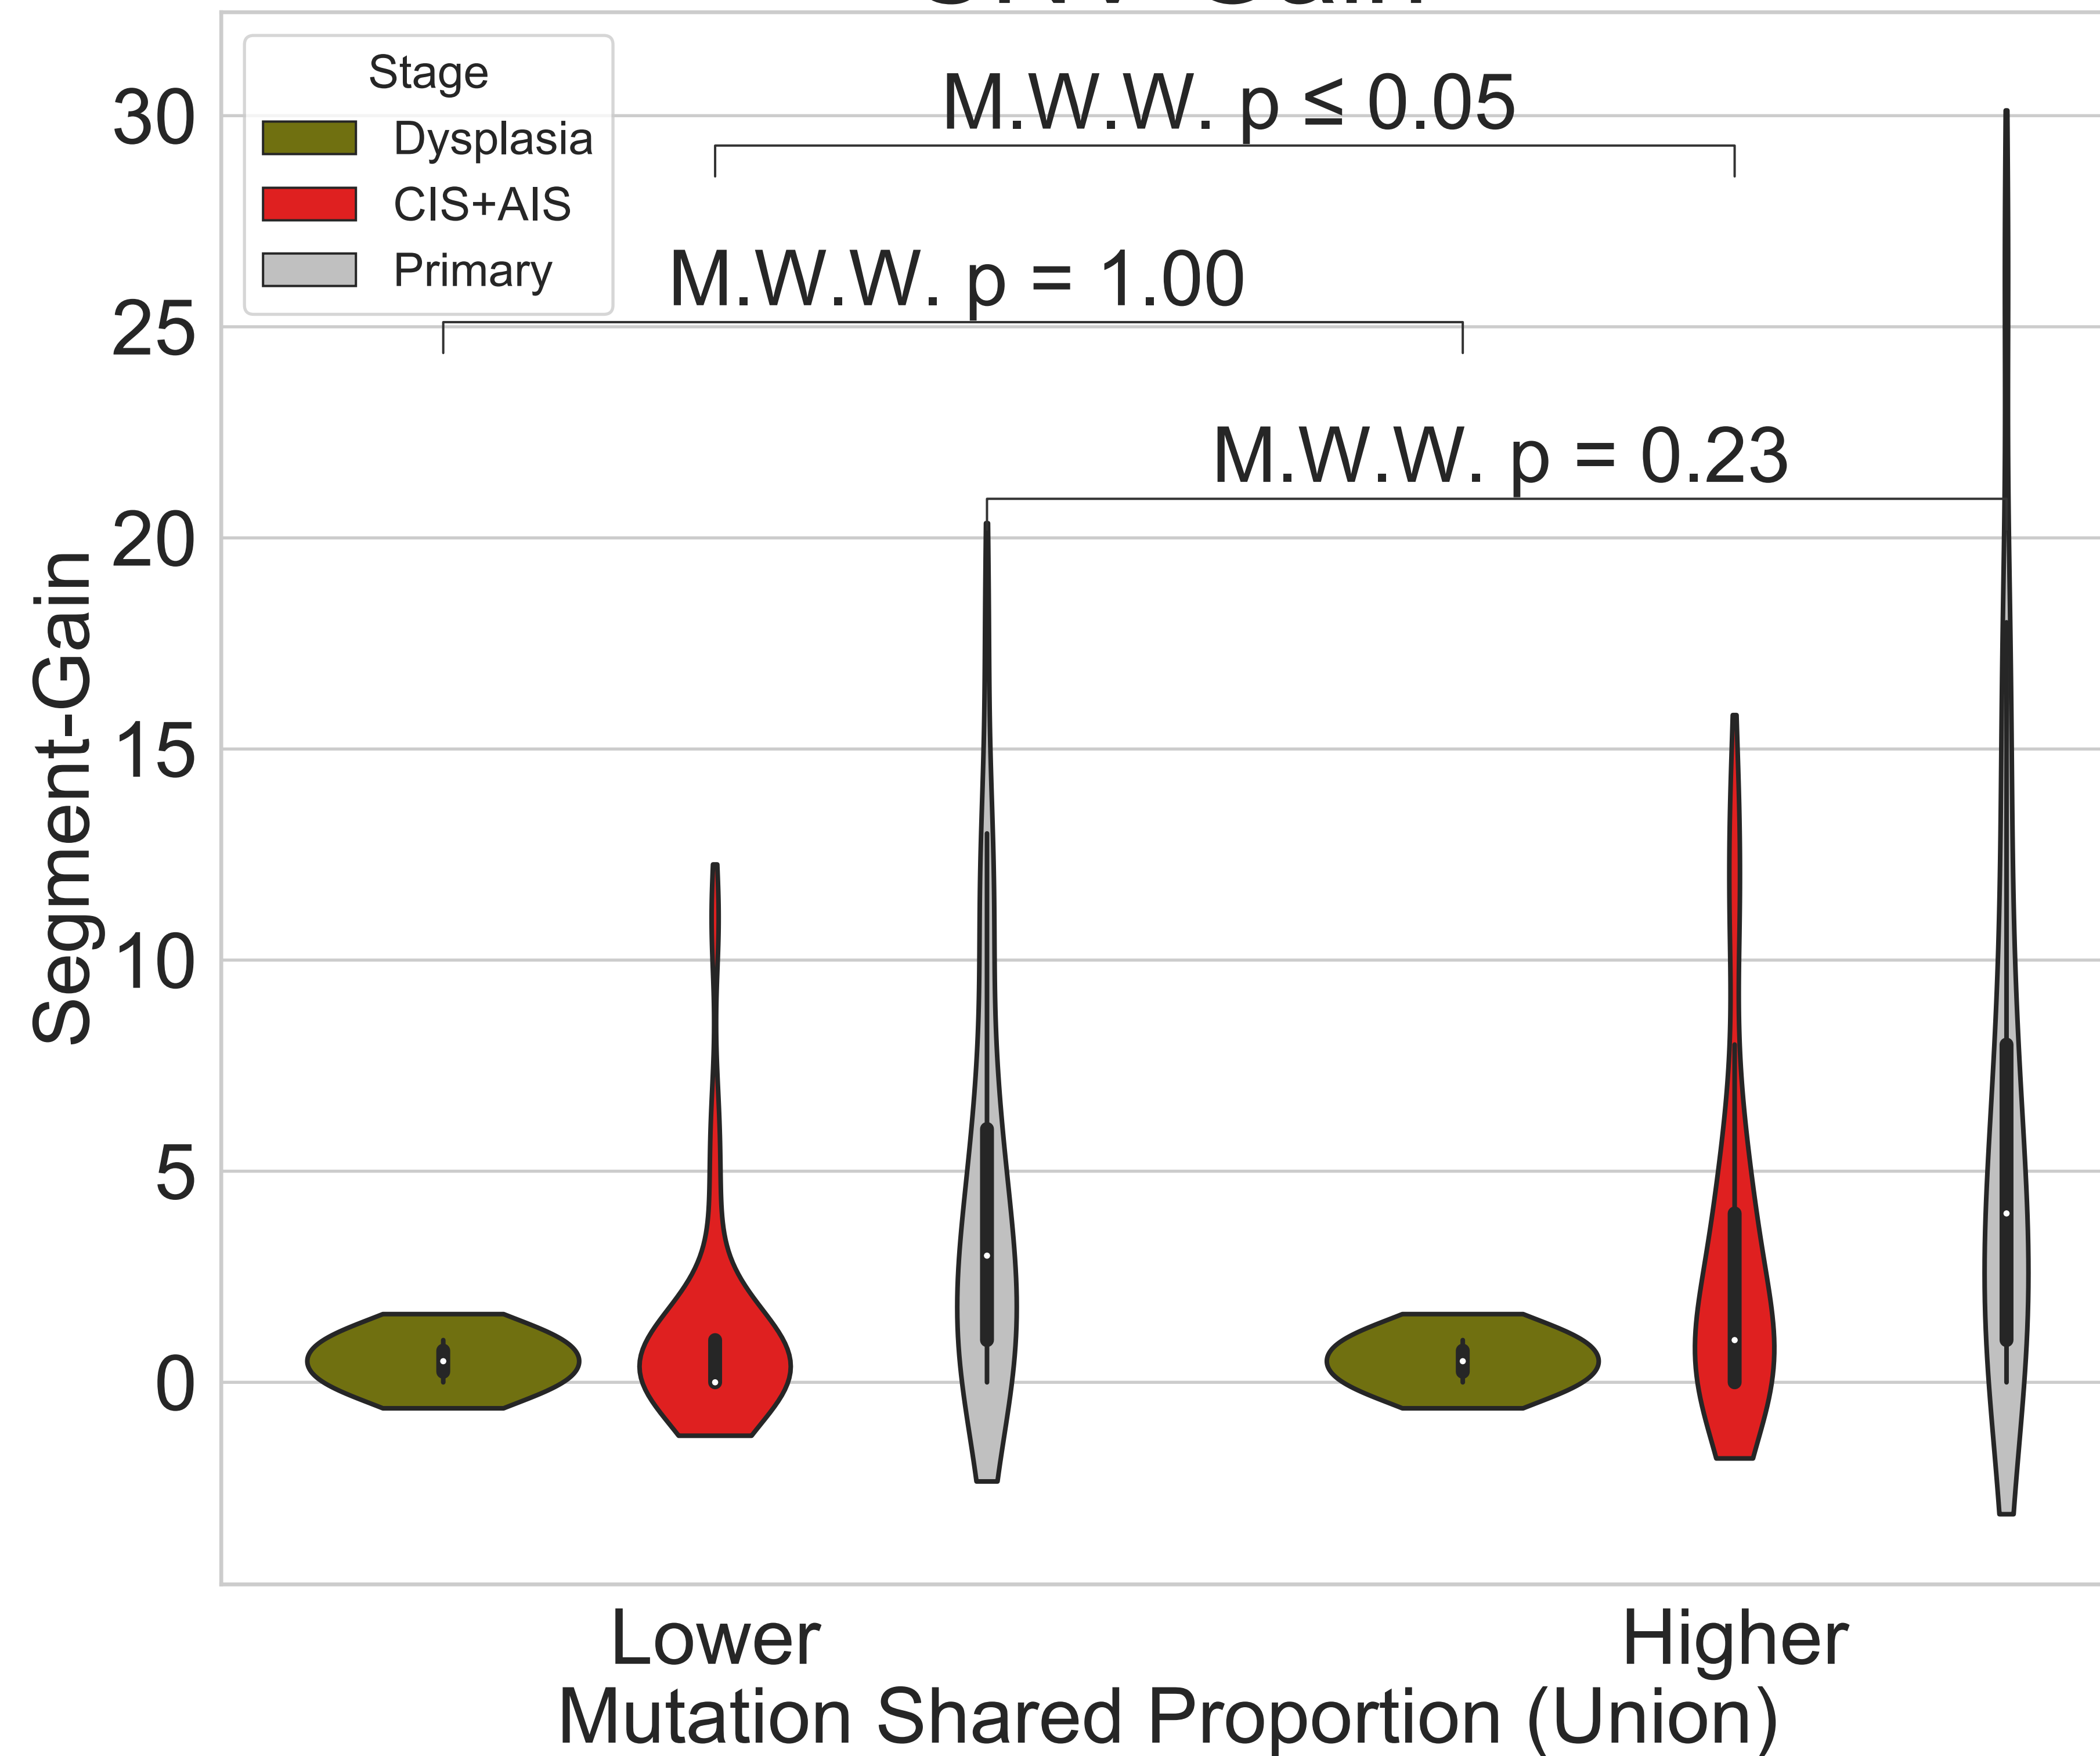 Stage
Dysplasia
CIS+AIS
Primary
M.W.W. p ≤ 0.05
M.W.W. p = 1.00
M.W.W. p = 0.23
30
25
20
15
10
5
0
Segment-Gain
Lower
Higher
Mutation Shared Proportion (Union)